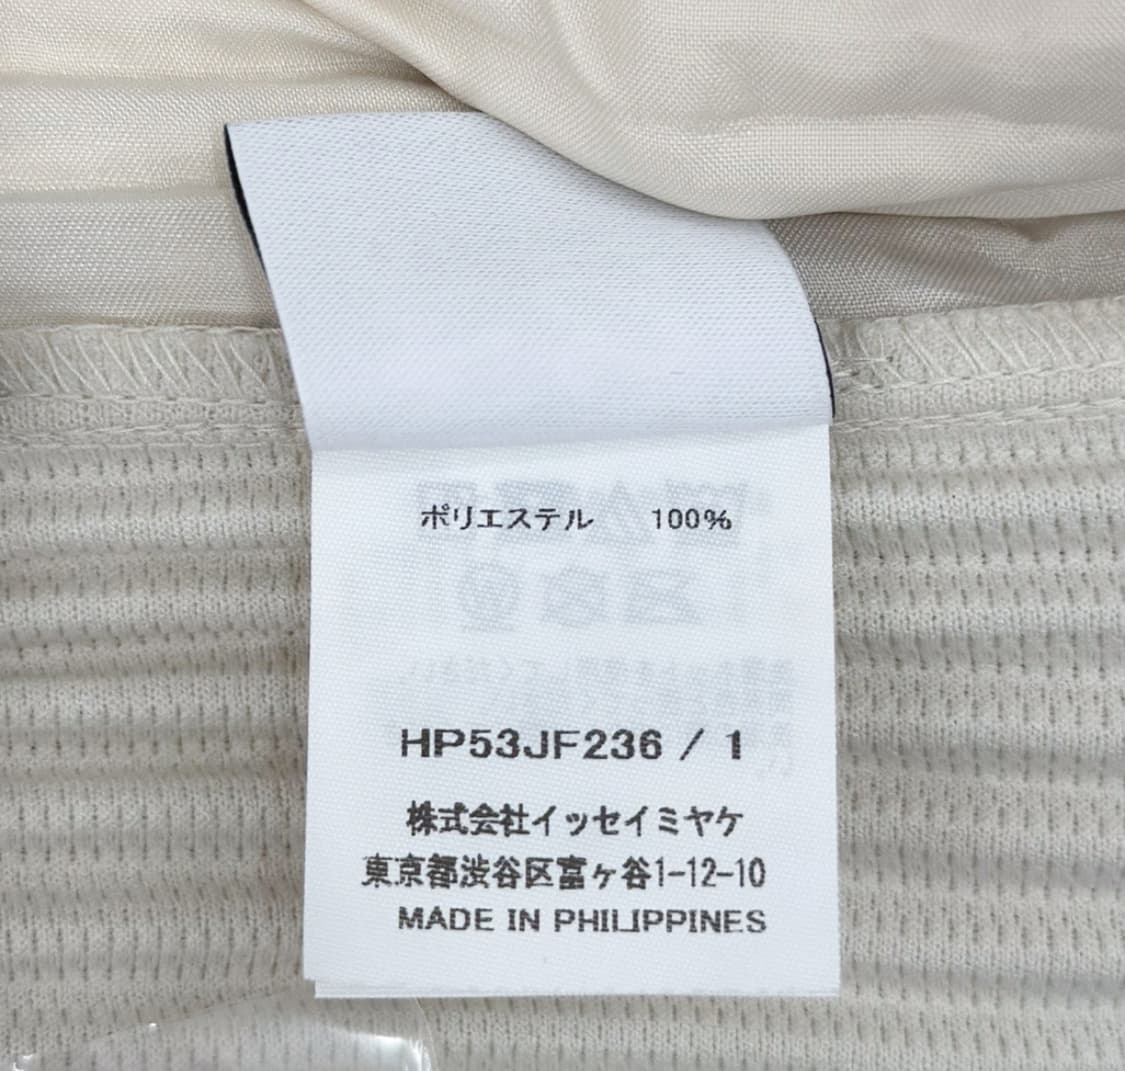 ポリエステル 100%
HP53JF236 / 1
株式会社イッセイミヤケ
東京都渋谷区富ヶ谷1-12-10
MADE IN PHILIPPINES